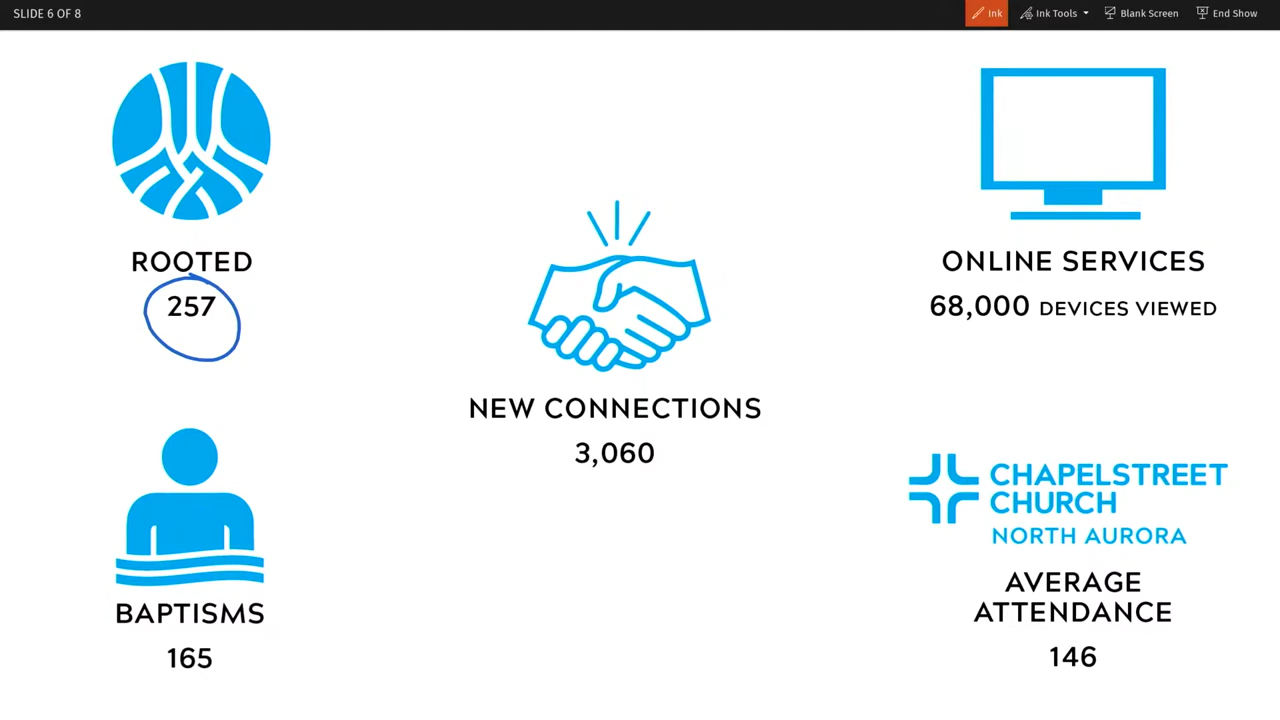 SLIDE 6 OF 8
Ink
Ink Tools
Blank Screen
End Show
ROOTED
257
BAPTISMS
165
NEW CONNECTIONS
3,060
ONLINE SERVICES
68,000 DEVICES VIEWED
CHAPELSTREET
CHURCH
NORTH AURORA
AVERAGE
ATTENDANCE
146